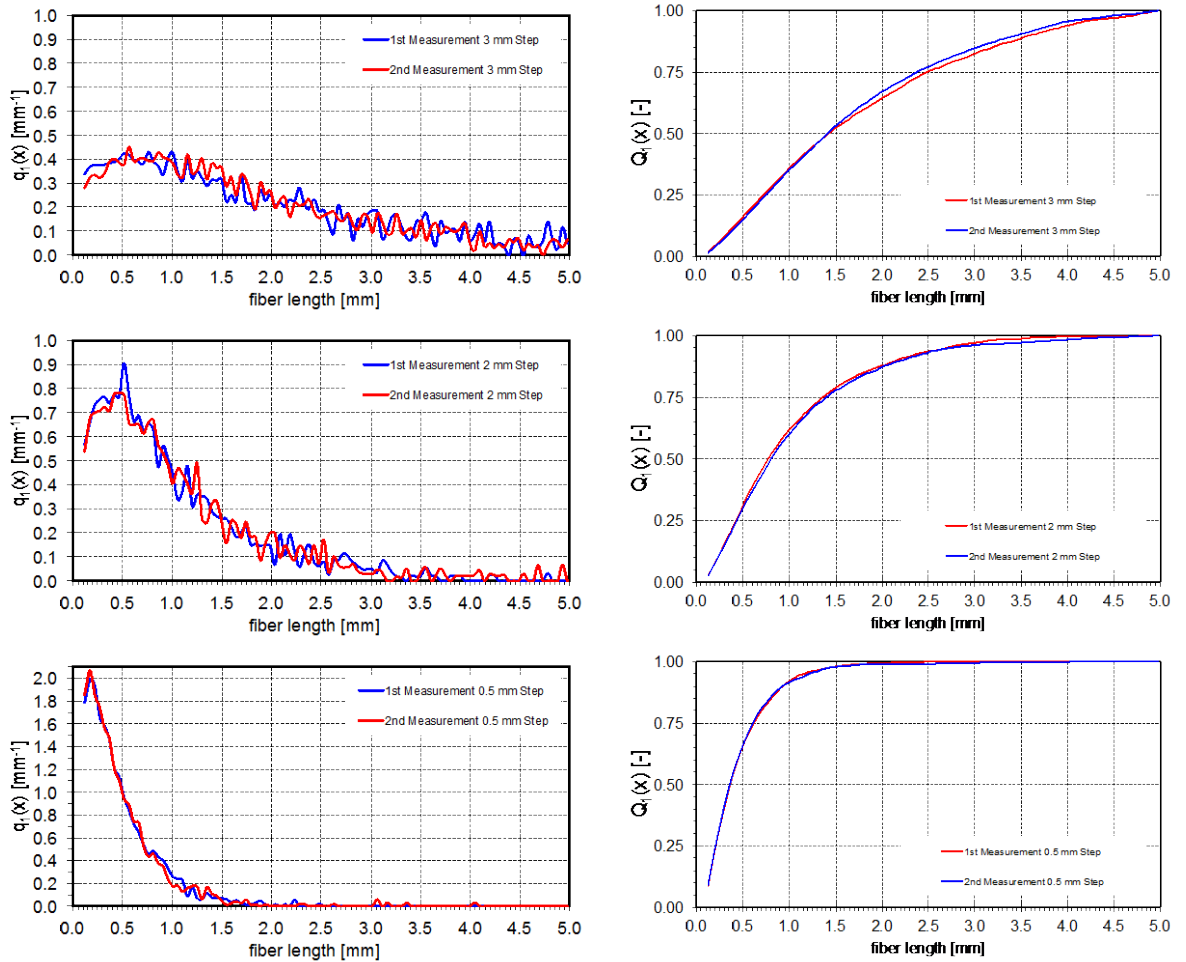 1.0
0.9
0.8
0.7
0.6
0.5
0.4
0.3
0.2
0.1
0.0
q₁(x) [mm⁻¹]
1st Measurement 3 mm Step
2nd Measurement 3 mm Step
0.0 0.5 1.0 1.5 2.0 2.5 3.0 3.5 4.0 4.5 5.0
fiber length [mm]
1.00
0.75
0.50
0.25
0.00
Q₁(x) [-]
1st Measurement 3 mm Step
2nd Measurement 3 mm Step
0.0 0.5 1.0 1.5 2.0 2.5 3.0 3.5 4.0 4.5 5.0
fiber length [mm]
1.0
0.9
0.8
0.7
0.6
0.5
0.4
0.3
0.2
0.1
0.0
q₁(x) [mm⁻¹]
1st Measurement 2 mm Step
2nd Measurement 2 mm Step
0.0 0.5 1.0 1.5 2.0 2.5 3.0 3.5 4.0 4.5 5.0
fiber length [mm]
1.00
0.75
0.50
0.25
0.00
Q₁(x) [-]
1st Measurement 2 mm Step
2nd Measurement 2 mm Step
0.0 0.5 1.0 1.5 2.0 2.5 3.0 3.5 4.0 4.5 5.0
fiber length [mm]
2.0
1.8
1.6
1.4
1.2
1.0
0.8
0.6
0.4
0.2
0.0
q₁(x) [mm⁻¹]
1st Measurement 0.5 mm Step
2nd Measurement 0.5 mm Step
0.0 0.5 1.0 1.5 2.0 2.5 3.0 3.5 4.0 4.5 5.0
fiber length [mm]
1.00
0.75
0.50
0.25
0.00
Q₁(x) [-]
1st Measurement 0.5 mm Step
2nd Measurement 0.5 mm Step
0.0 0.5 1.0 1.5 2.0 2.5 3.0 3.5 4.0 4.5 5.0
fiber length [mm]